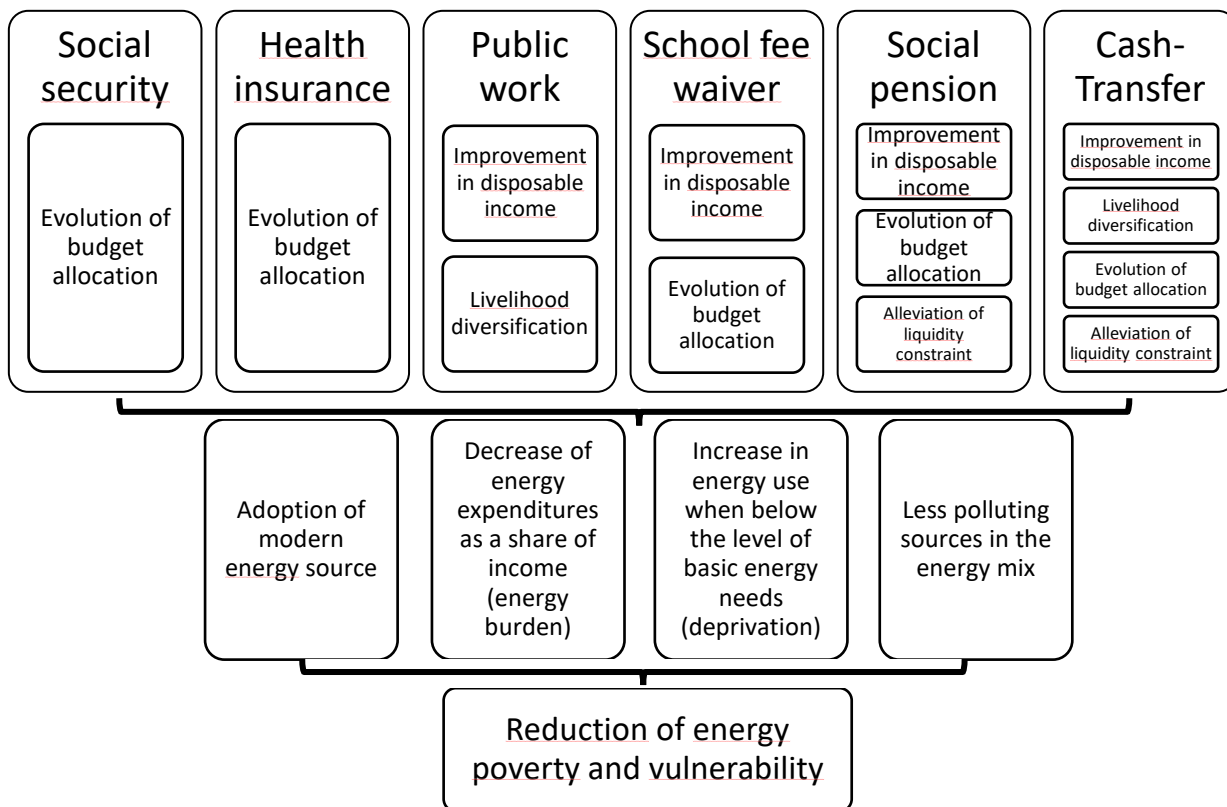 Social
security
Evolution of
budget
allocation
Health
insurance
Evolution of
budget
allocation
Public
work
Improvement
in disposable
income
Livelihood
diversification
School fee
waiver
Improvement
in disposable
income
Evolution of
budget
allocation
Social
pension
Improvement
in disposable
income
Evolution of
budget
allocation
Alleviation of
liquidity
constraint
Cash-
Transfer
Improvement in
disposable income
Livelihood
diversification
Evolution of
budget allocation
Alleviation of
liquidity constraint
Adoption of
modern
energy source
Decrease of
energy
expenditures
as a share of
income
(energy
burden)
Increase in
energy use
when below
the level of
basic energy
needs
(deprivation)
Less polluting
sources in the
energy mix
Reduction of energy
poverty and vulnerability